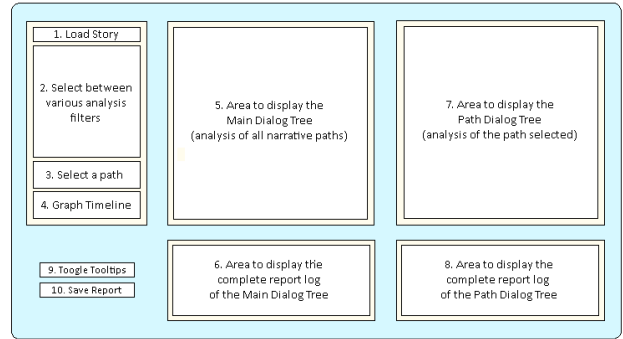 1. Load Story
2. Select between
various analysis
filters
3. Select a path
4. Graph Timeline
5. Area to display the
Main Dialog Tree
(analysis of all narrative paths)
7. Area to display the
Path Dialog Tree
(analysis of the path selected)
9. Toogle Tooltips
10. Save Report
6. Area to display the
complete report log
of the Main Dialog Tree
8. Area to display the
complete report log
of the Path Dialog Tree